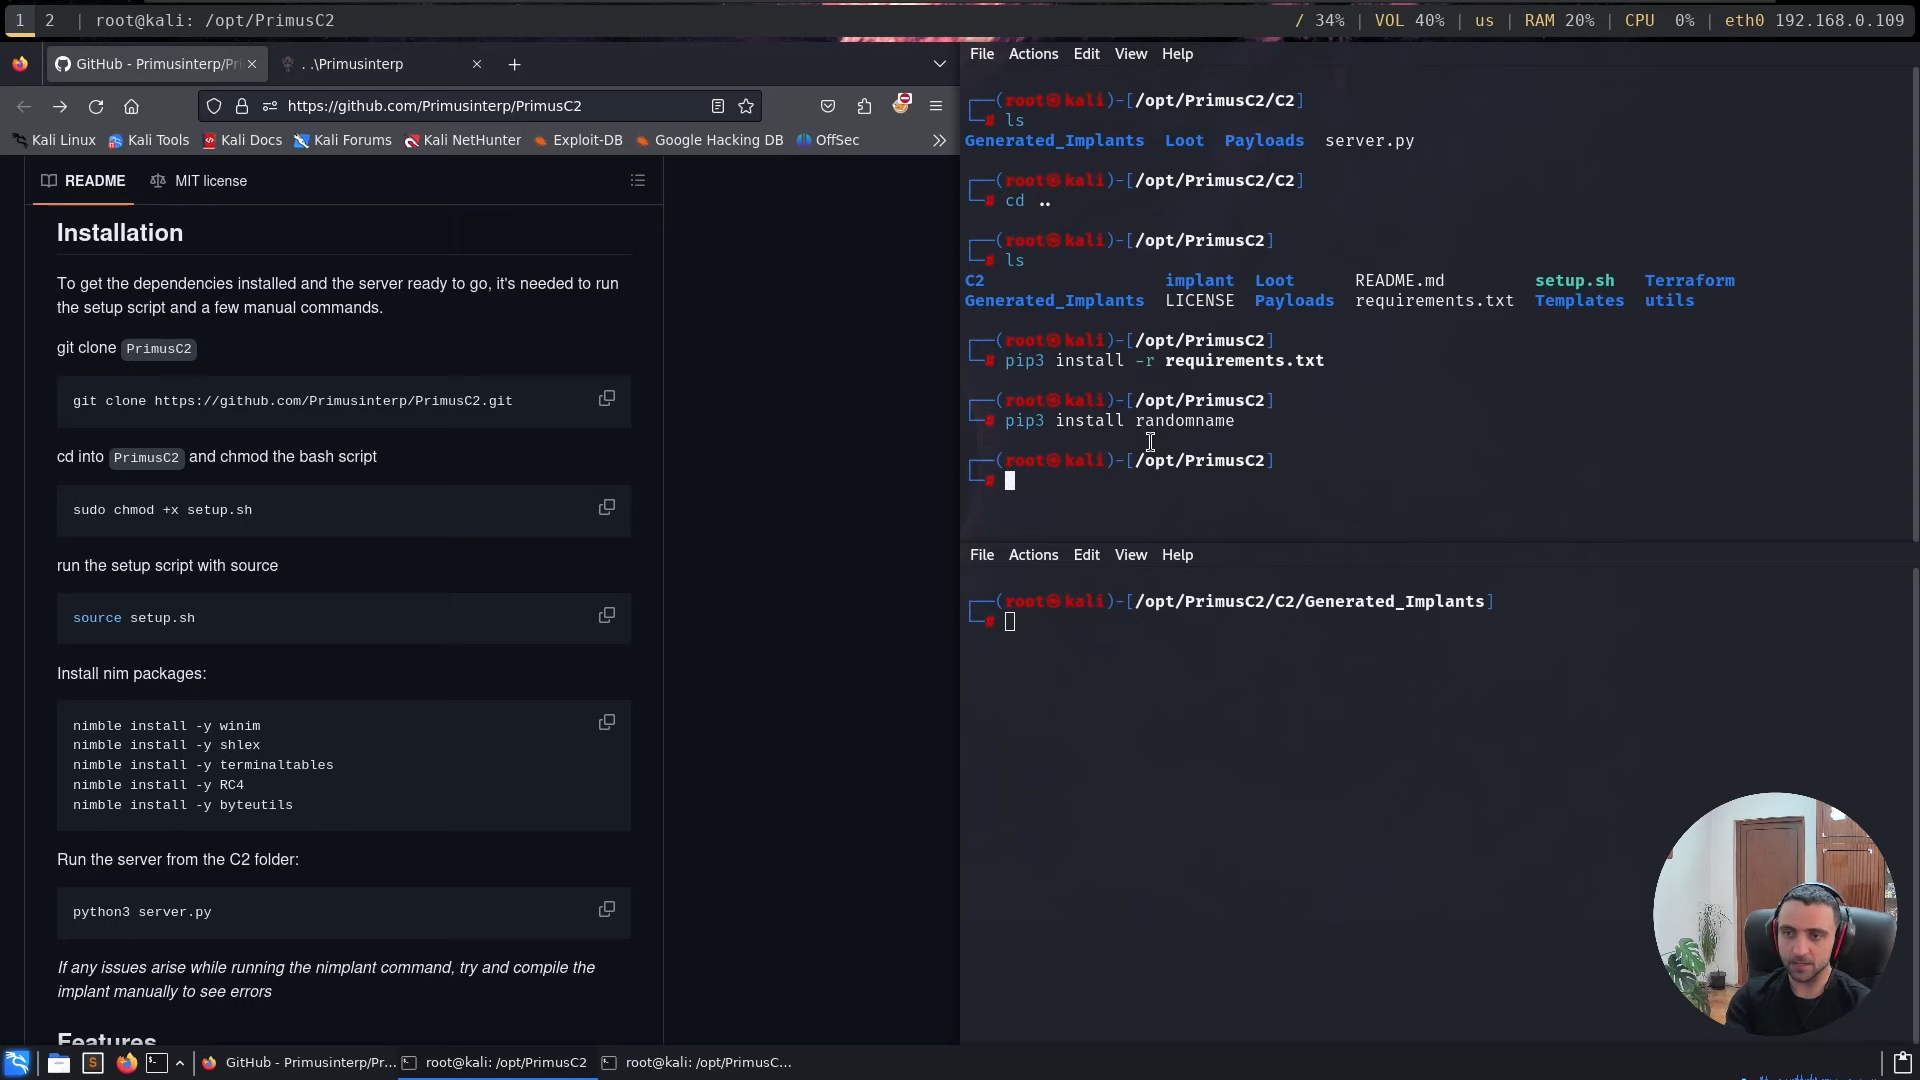 1 2 | root@kali: /opt/PrimusC2
/ 34% | VOL 40% | us | RAM 20% | CPU 0% | eth0 192.168.0.109
GitHub - Primusinterp/Pri
. .\Primusinterp
https://github.com/Primusinterp/PrimusC2
Kali Linux Kali Tools Kali Docs Kali Forums Kali NetHunter Exploit-DB Google Hacking DB OffSec
README MIT license
Installation
To get the dependencies installed and the server ready to go, it's needed to run
the setup script and a few manual commands.
git clone PrimusC2
git clone https://github.com/Primusinterp/PrimusC2.git
cd into PrimusC2 and chmod the bash script
sudo chmod +x setup.sh
run the setup script with source
source setup.sh
Install nim packages:
nimble install -y winim
nimble install -y shlex
nimble install -y terminaltables
nimble install -y RC4
nimble install -y byteutils
Run the server from the C2 folder:
python3 server.py
If any issues arise while running the nimplant command, try and compile the
implant manually to see errors
Features
File Actions Edit View Help
(root㉿kali)-[/opt/PrimusC2/C2]
# ls
Generated_Implants Loot Payloads server.py
(root㉿kali)-[/opt/PrimusC2/C2]
# cd ..
(root㉿kali)-[/opt/PrimusC2]
# ls
C2 implant Loot README.md setup.sh Terraform
Generated_Implants LICENSE Payloads requirements.txt Templates utils
(root㉿kali)-[/opt/PrimusC2]
# pip3 install -r requirements.txt
(root㉿kali)-[/opt/PrimusC2]
# pip3 install randomname
(root㉿kali)-[/opt/PrimusC2]
#
File Actions Edit View Help
(root㉿kali)-[/opt/PrimusC2/C2/Generated_Implants]
#
GitHub - Primusinterp/Pr... root@kali: /opt/PrimusC2 root@kali: /opt/PrimusC...